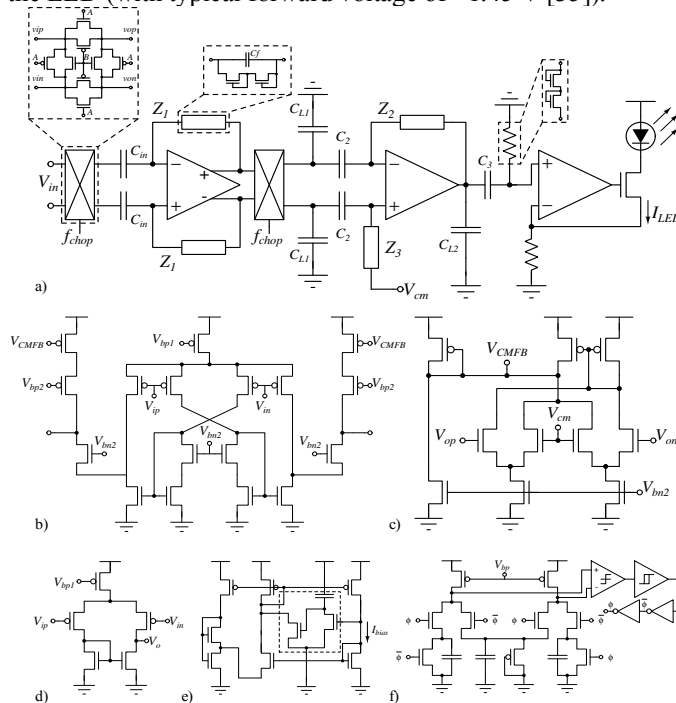 the LED (with typical forward voltage of ~1.45 V [35]).
A
vip
vop
A
B
A
vin
von
A
Cf
Z1
Cin
Vin
Cin
fchop
Z1
fchop
CL1
C2
CL1
C2
Z2
Z3
Vcm
CL2
C3
ILED
a)
VCMFB
Vbp1
VCMFB
Vbp2
Vip
Vin
Vbp2
Vbn2
Vbn2
Vbn2
b)
VCMFB
Vcm
Vop
Von
Vbn2
c)
Vbp1
Vip
Vin
Vo
d)
Ibias
e)
Vbp
ϕ
ϕ̅
ϕ
ϕ̅
ϕ
ϕ̅
ϕ̅
ϕ
f)